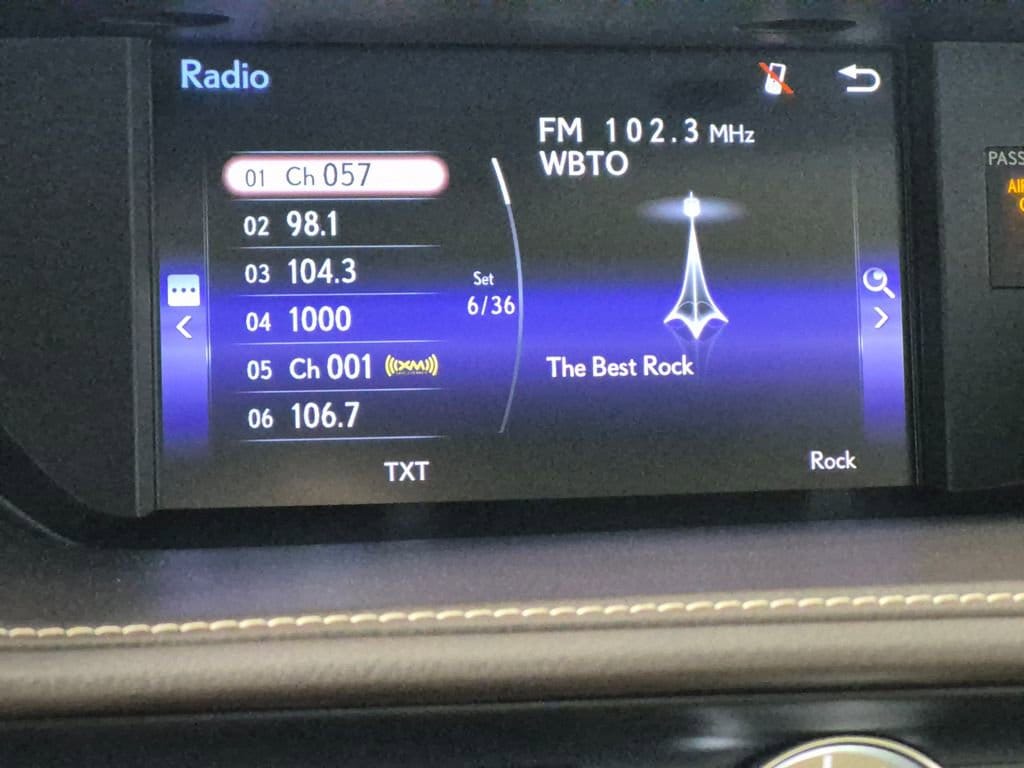 Radio
FM 102.3 MHz
WBTO
01 Ch 057
02 98.1
03 104.3
04 1000
05 Ch 001 ((XM))
06 106.7
Set
6/36
The Best Rock
TXT
Rock
PASS